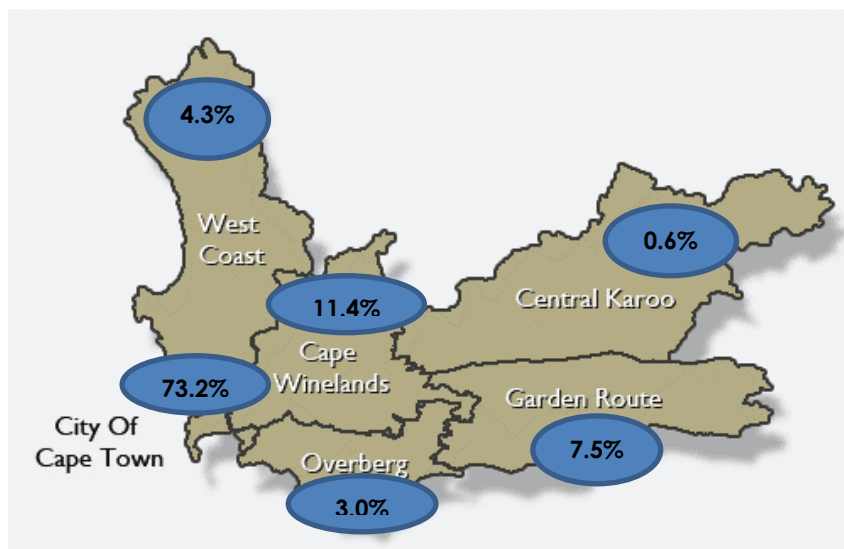 4.3%
West
Coast
0.6%
Central Karoo
11.4%
Cape
Winelands
73.2%
City Of
Cape Town
Garden Route
7.5%
Overberg
3.0%